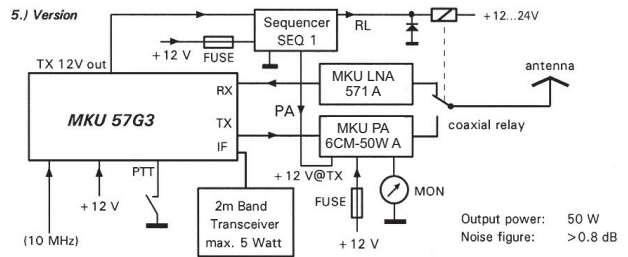 5.) Version
Sequencer
SEQ 1
RL
+12...24V
+12 V
FUSE
TX 12V out
antenna
MKU 57G3
RX
TX
IF
PTT
MKU LNA
571 A
PA
MKU PA
6CM-50W A
coaxial relay
+12 V@TX
FUSE
MON
+12 V
2m Band
Transceiver
max. 5 Watt
(10 MHz)
+12 V
Output power: 50 W
Noise figure: >0.8 dB